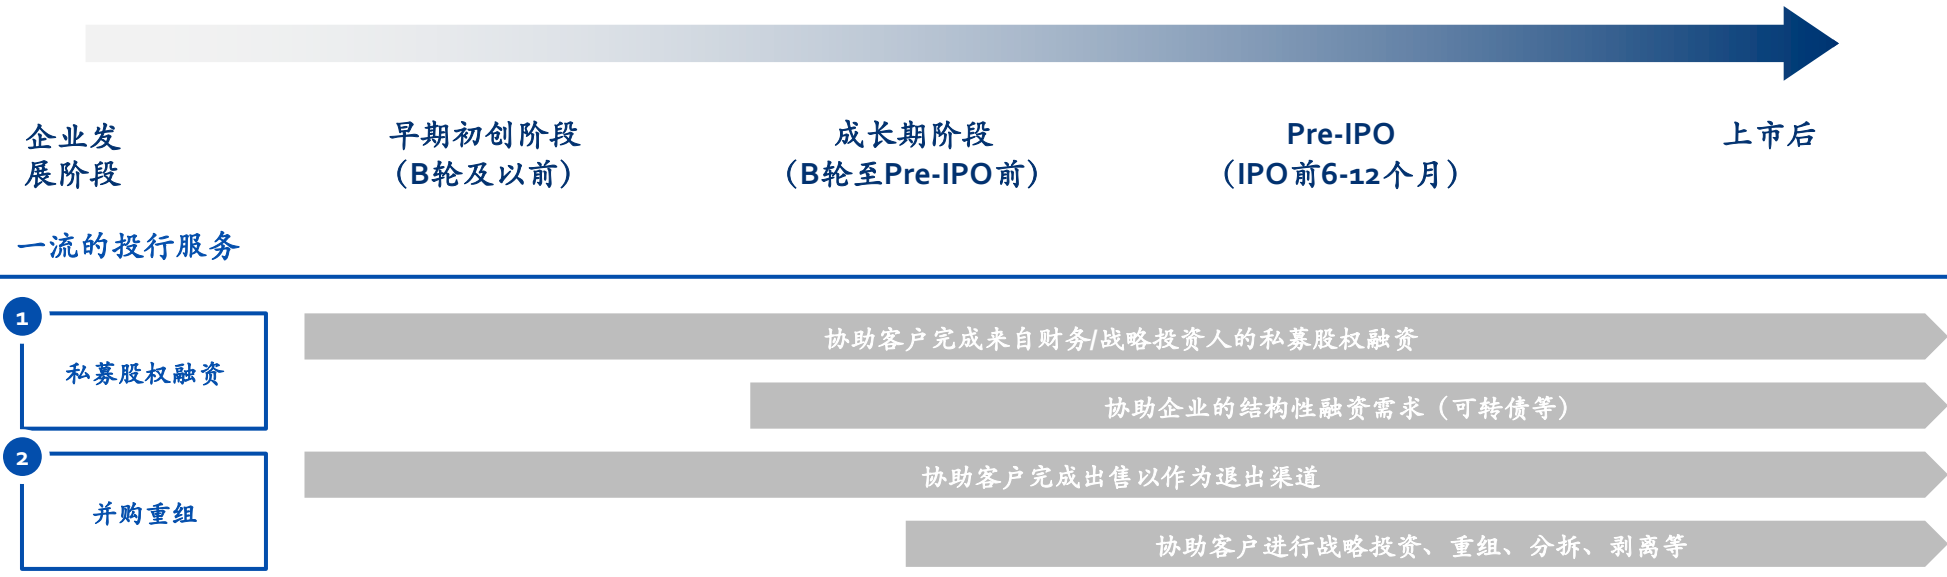 企业发
展阶段
早期初创阶段
（B轮及以前）
成长期阶段
（B轮至Pre-IPO前）
Pre-IPO
（IPO前6-12个月）
上市后
一流的投行服务
1
私募股权融资
协助客户完成来自财务/战略投资人的私募股权融资
协助企业的结构性融资需求（可转债等）
2
并购重组
协助客户完成出售以作为退出渠道
协助客户进行战略投资、重组、分拆、剥离等